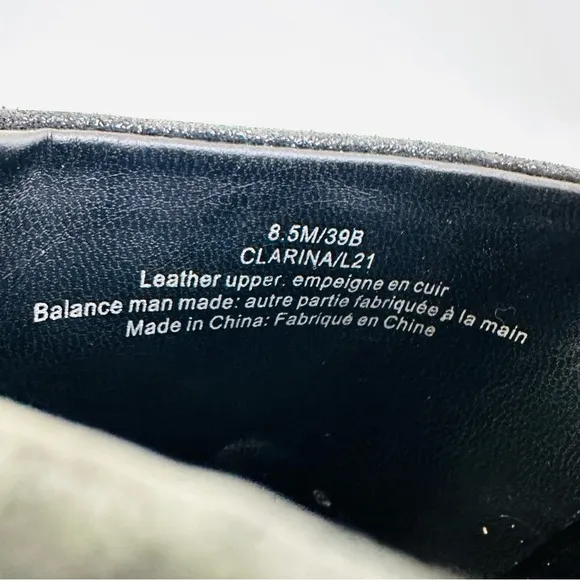 8.5M/39B
CLARINA/L21
Leather upper. empeigne en cuir
Balance man made: autre partie fabriquée à la main
Made in China: Fabriqué en Chine